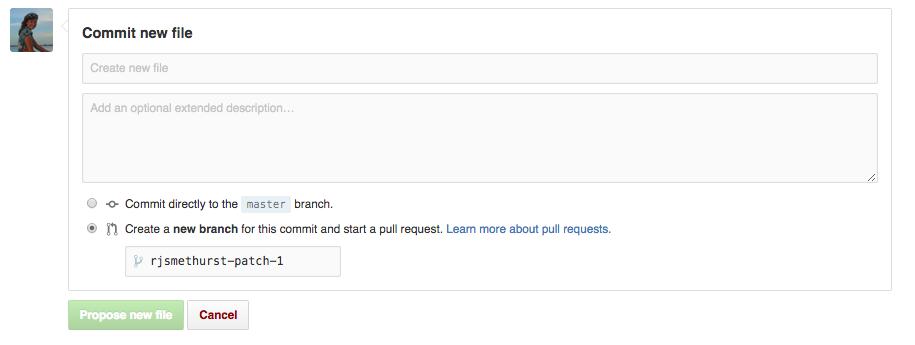 Commit new file
Create new file
Add an optional extended description…
Commit directly to the master branch.
Create a new branch for this commit and start a pull request. Learn more about pull requests.
rjsmethurst-patch-1
Propose new file Cancel